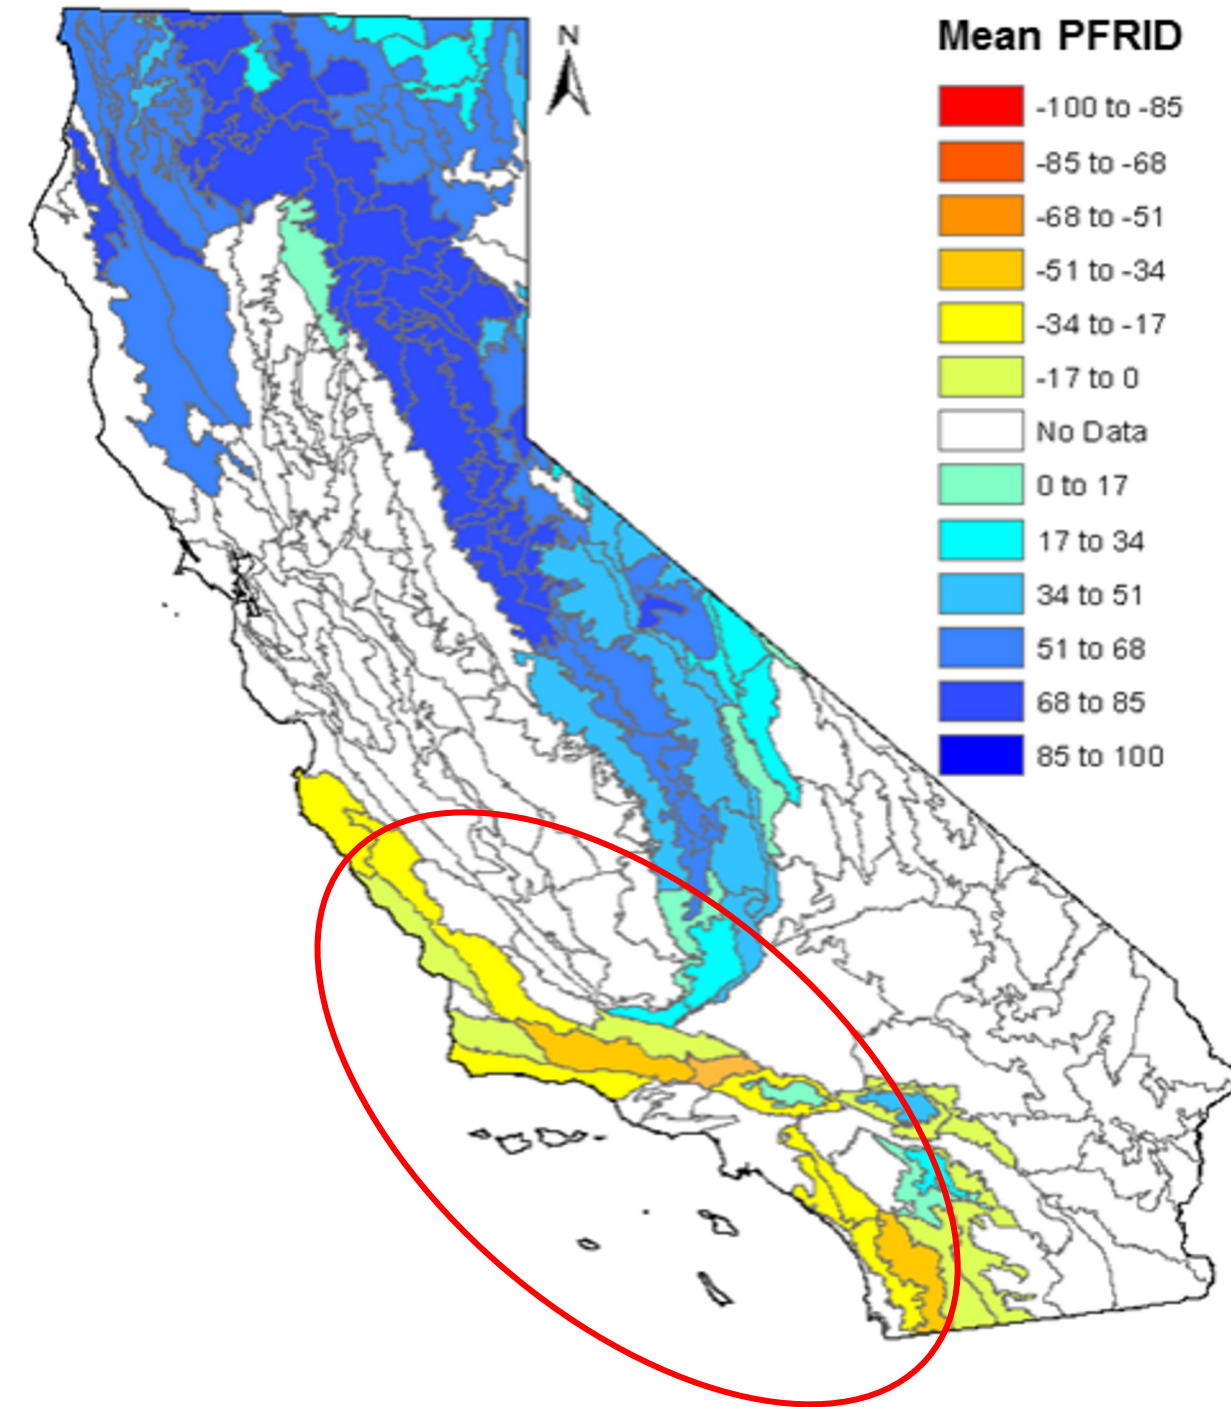 N
Mean PFRID
-100 to -85
-85 to -68
-68 to -51
-51 to -34
-34 to -17
-17 to 0
No Data
0 to 17
17 to 34
34 to 51
51 to 68
68 to 85
85 to 100